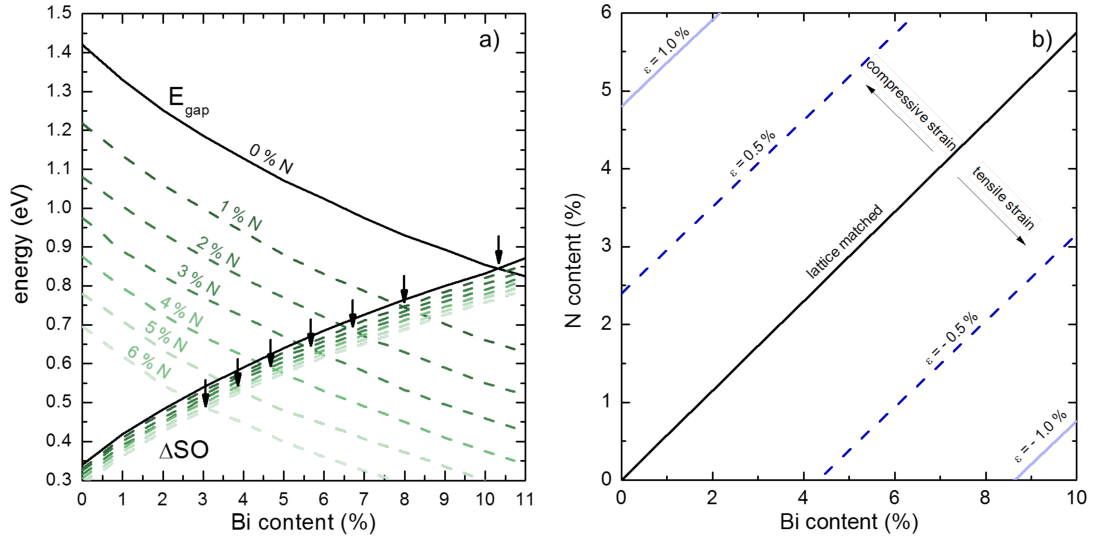 a)
1.5
1.4
1.3
1.2
1.1
1.0
0.9
0.8
0.7
0.6
0.5
0.4
0.3
energy (eV)
E gap
0 % N
1 % N
2 % N
3 % N
4 % N
5 % N
6 % N
ΔSO
0 1 2 3 4 5 6 7 8 9 10 11
Bi content (%)
b)
6
5
4
3
2
1
0
N content (%)
ε = 1.0 %
ε = 0.5 %
compressive strain
tensile strain
lattice matched
ε = - 0.5 %
ε = - 1.0 %
0 2 4 6 8 10
Bi content (%)